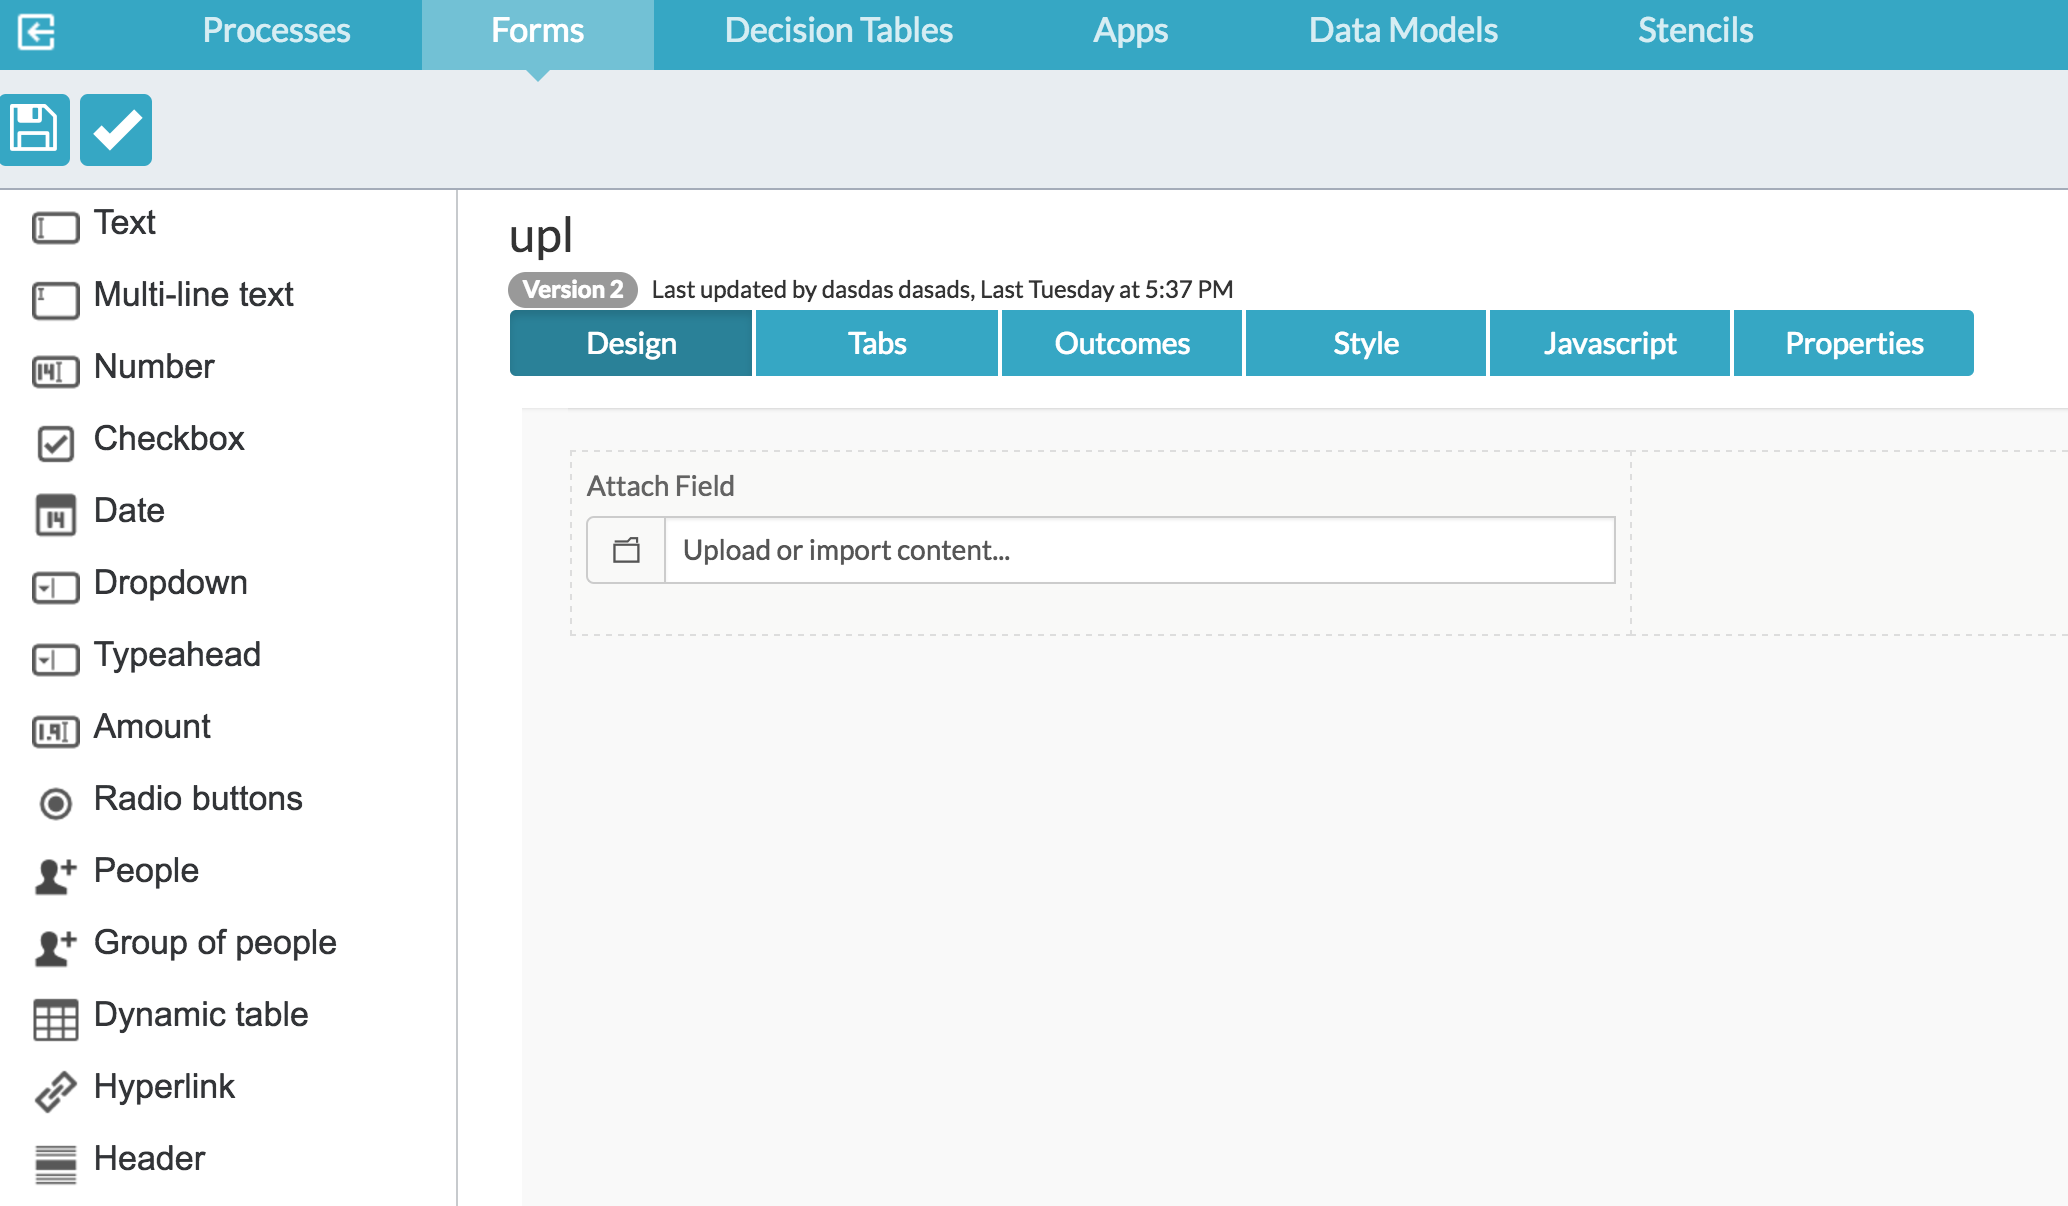 Processes Forms Decision Tables Apps Data Models Stencils
Text
Multi-line text
Number
Checkbox
Date
Dropdown
Typeahead
Amount
Radio buttons
People
Group of people
Dynamic table
Hyperlink
Header
upl
Version 2 Last updated by dasdas dasads, Last Tuesday at 5:37 PM
Design Tabs Outcomes Style Javascript Properties
Attach Field
Upload or import content...